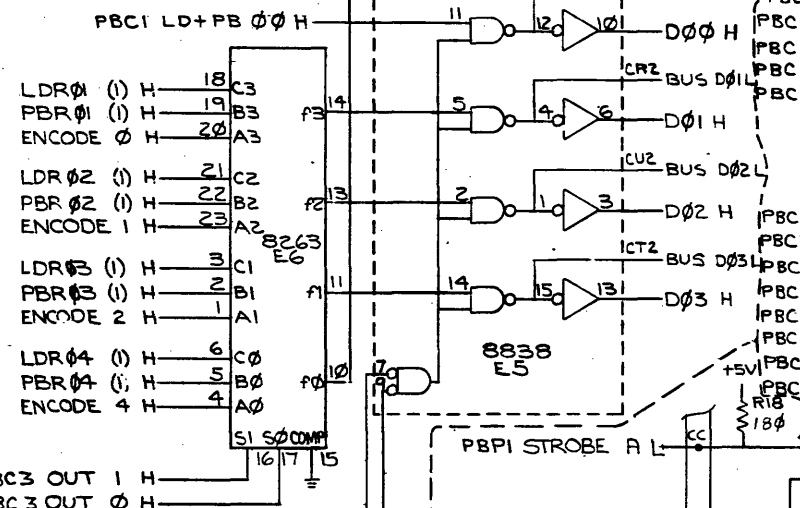 PBC1 LD+PB ØØ H
11
12
10
DØØ H
PBC
PBC
PBC
PBC
LDRØ1 (1) H 18 C3
PBRØ1 (1) H 19 B3
ENCODE Ø H 20 A3
f3 14
5
4
6
CR2
BUS DØ1L
DØ1 H
LDRØ2 (1) H 21 C2
PBRØ2 (1) H 22 B2
ENCODE 1 H 23 A2
f2 13
2
1
3
CU2
BUS DØ2L
DØ2 H
8263
E6
LDRØ3 (1) H 3 C1
PBRØ3 (1) H 2 B1
ENCODE 2 H 1 A1
f1 11
14
15
13
CT2
BUS DØ3L
DØ3 H
PBC
PBC
PBC
PBC
PBC
PBC
PBC
PBC
8838
E5
LDRØ4 (1) H 6 CØ
PBRØ4 (1) H 5 BØ
ENCODE 4 H 4 AØ
fØ 10
7
9
+5V
R18
18Ø
S1 SØ COMP
16 17 15
PBP1 STROBE A L
CC
BC3 OUT 1 H
BC3 OUT Ø H